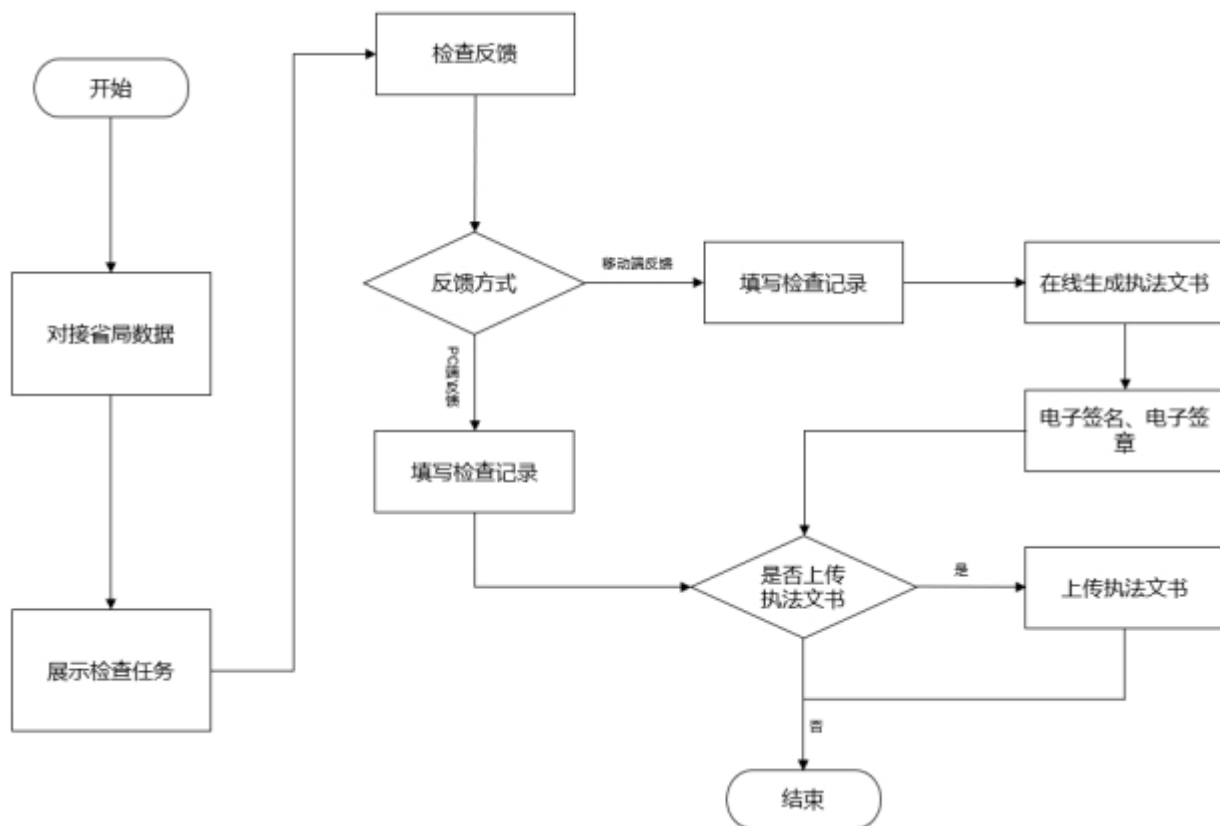 开始
对接省局数据
展示检查任务
检查反馈
反馈方式
移动端反馈
填写检查记录
在线生成执法文书
电子签名、电子签
章
PC端反馈
填写检查记录
是否上传
执法文书
是
上传执法文书
否
结束